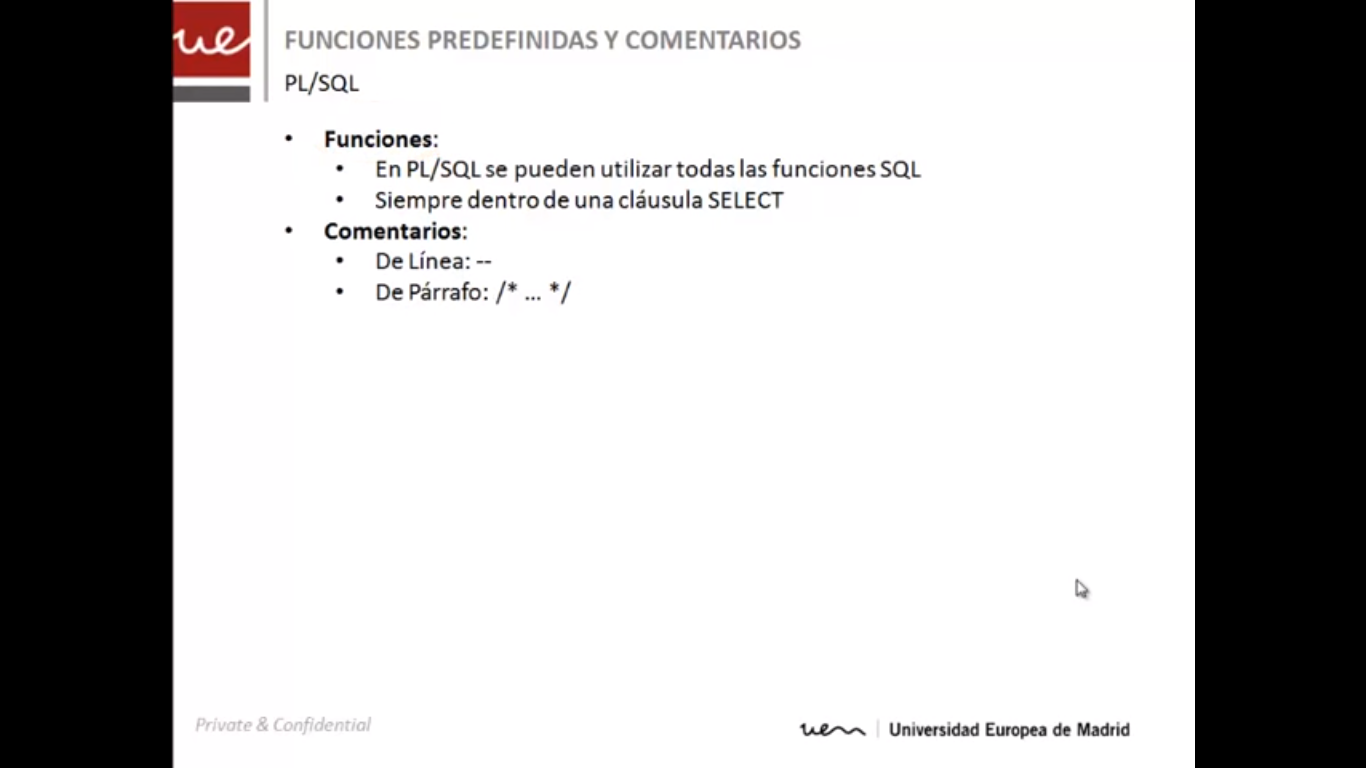 ue
FUNCIONES PREDEFINIDAS Y COMENTARIOS
PL/SQL
• Funciones:
• En PL/SQL se pueden utilizar todas las funciones SQL
• Siempre dentro de una cláusula SELECT
• Comentarios:
• De Línea: --
• De Párrafo: /* ... */
Private & Confidential
uem | Universidad Europea de Madrid